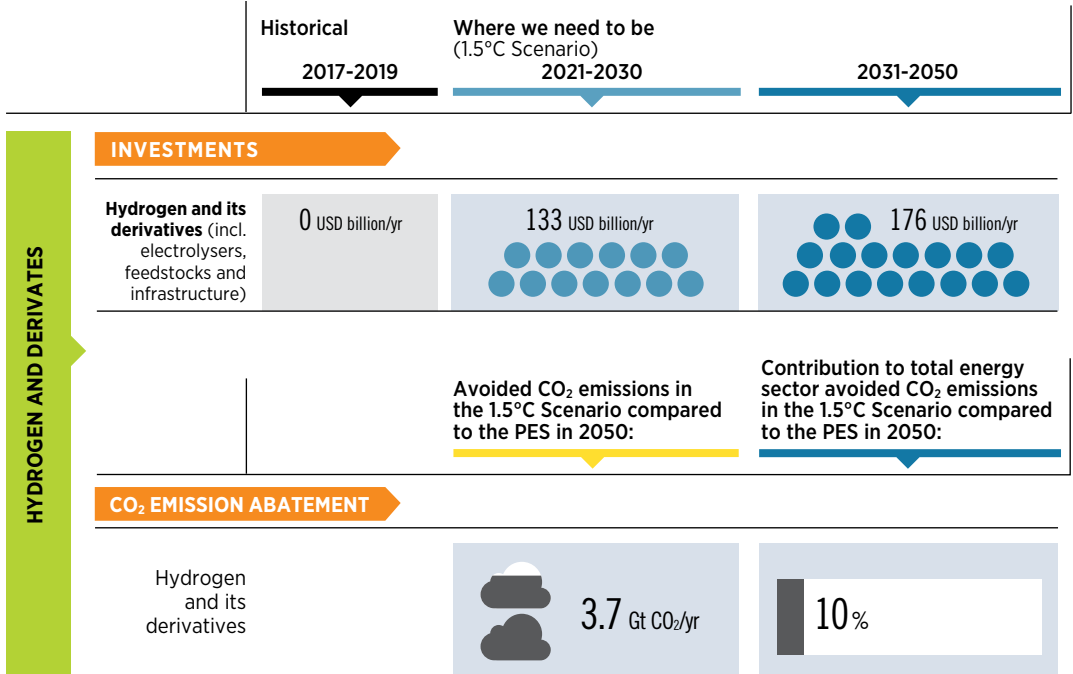 Historical
Where we need to be
(1.5°C Scenario)
2017-2019
2021-2030
2031-2050
HYDROGEN AND DERIVATES
INVESTMENTS
Hydrogen and its
derivatives (incl.
electrolysers,
feedstocks and
infrastructure)
0 USD billion/yr
133 USD billion/yr
176 USD billion/yr
Avoided CO₂ emissions in
the 1.5°C Scenario compared
to the PES in 2050:
Contribution to total energy
sector avoided CO₂ emissions
in the 1.5°C Scenario compared
to the PES in 2050:
CO₂ EMISSION ABATEMENT
Hydrogen
and its
derivatives
3.7 Gt CO₂/yr
10%